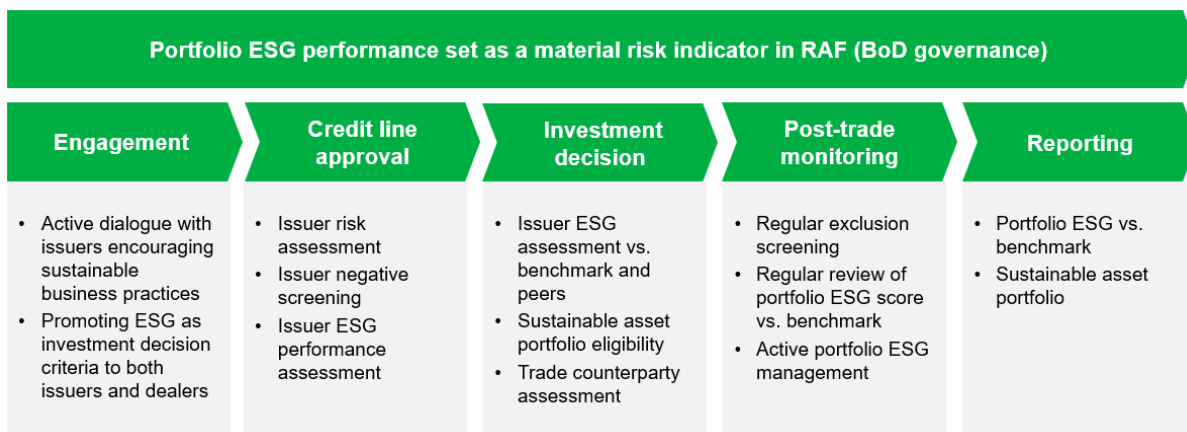 Portfolio ESG performance set as a material risk indicator in RAF (BoD governance)
Engagement
• Active dialogue with
issuers encouraging
sustainable
business practices
• Promoting ESG as
investment decision
criteria to both
issuers and dealers
Credit line
approval
• Issuer risk
assessment
• Issuer negative
screening
• Issuer ESG
performance
assessment
Investment
decision
• Issuer ESG
assessment vs.
benchmark and
peers
• Sustainable asset
portfolio eligibility
• Trade counterparty
assessment
Post-trade
monitoring
• Regular exclusion
screening
• Regular review of
portfolio ESG score
vs. benchmark
• Active portfolio ESG
management
Reporting
• Portfolio ESG vs.
benchmark
• Sustainable asset
portfolio